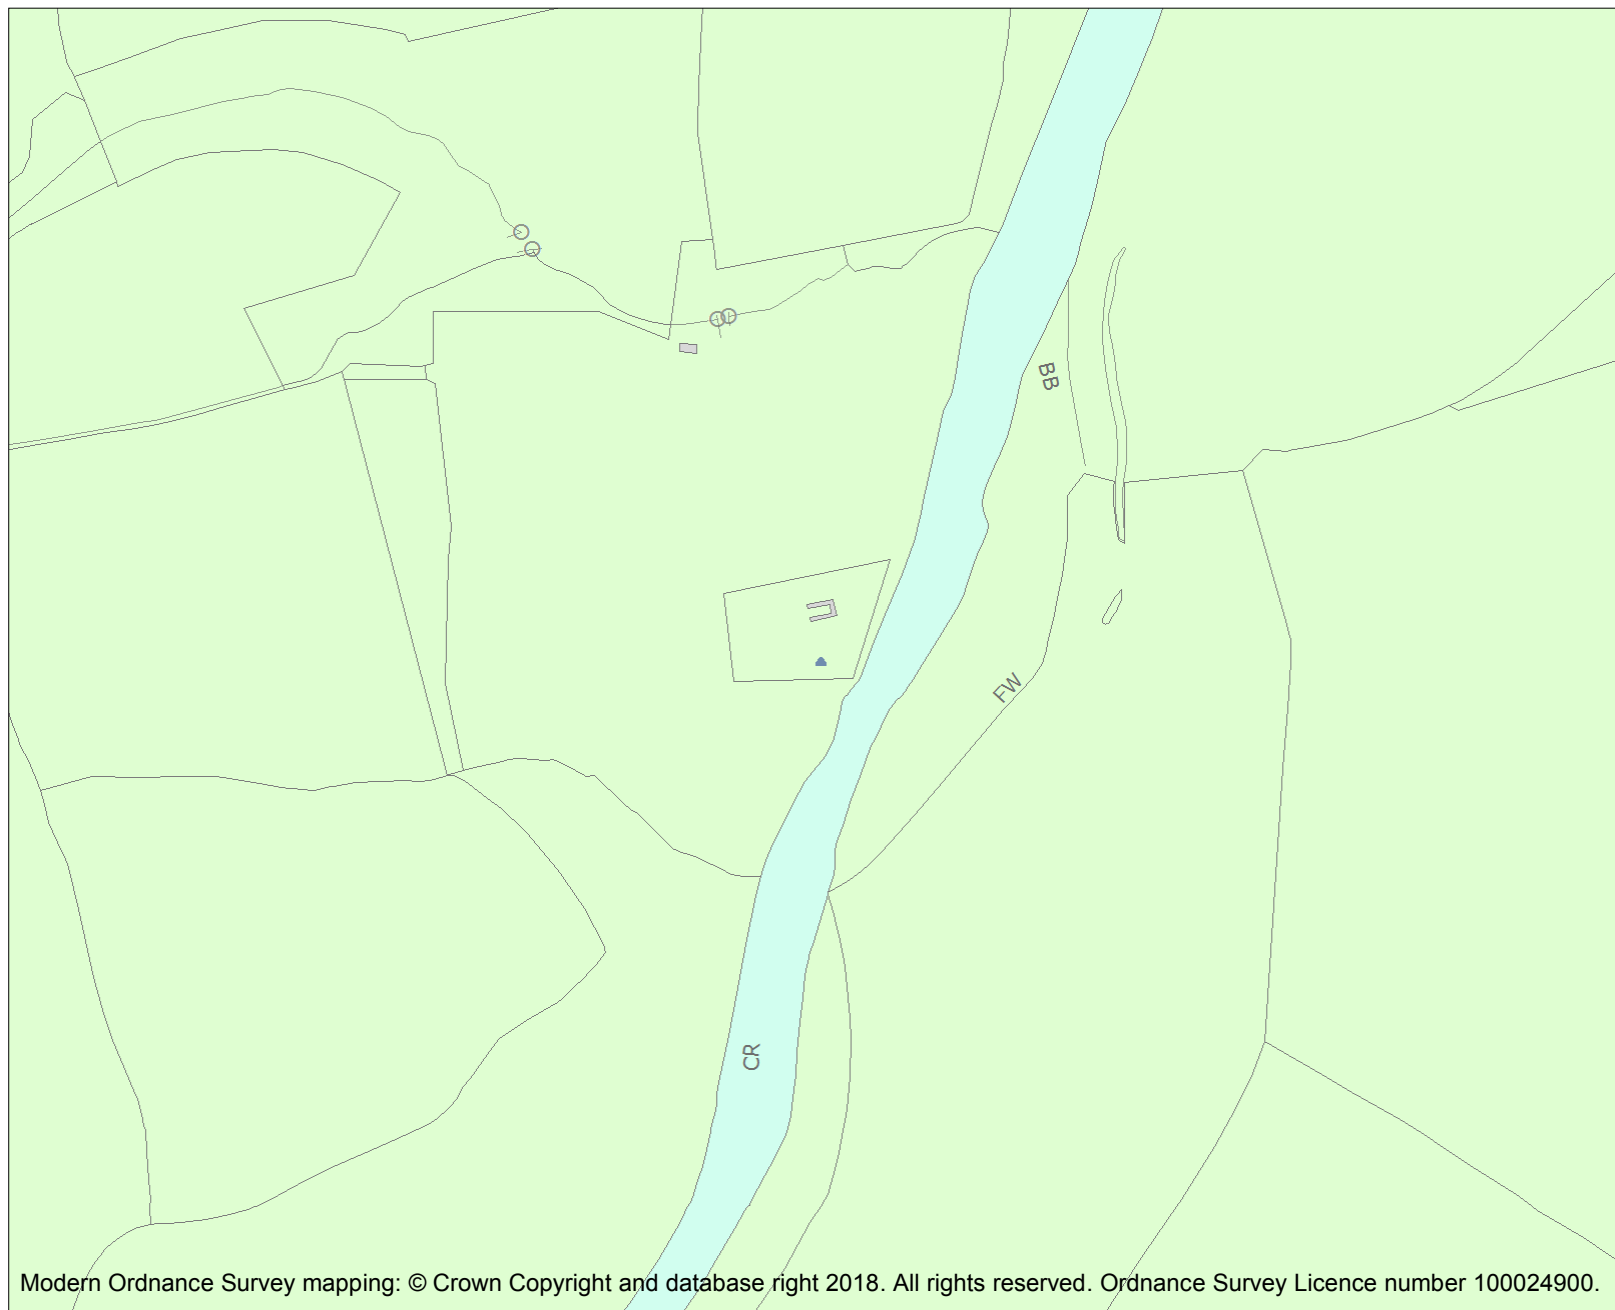 BB
FW
CR
Modern Ordnance Survey mapping: © Crown Copyright and database right 2018. All rights reserved. Ordnance Survey Licence number 100024900.